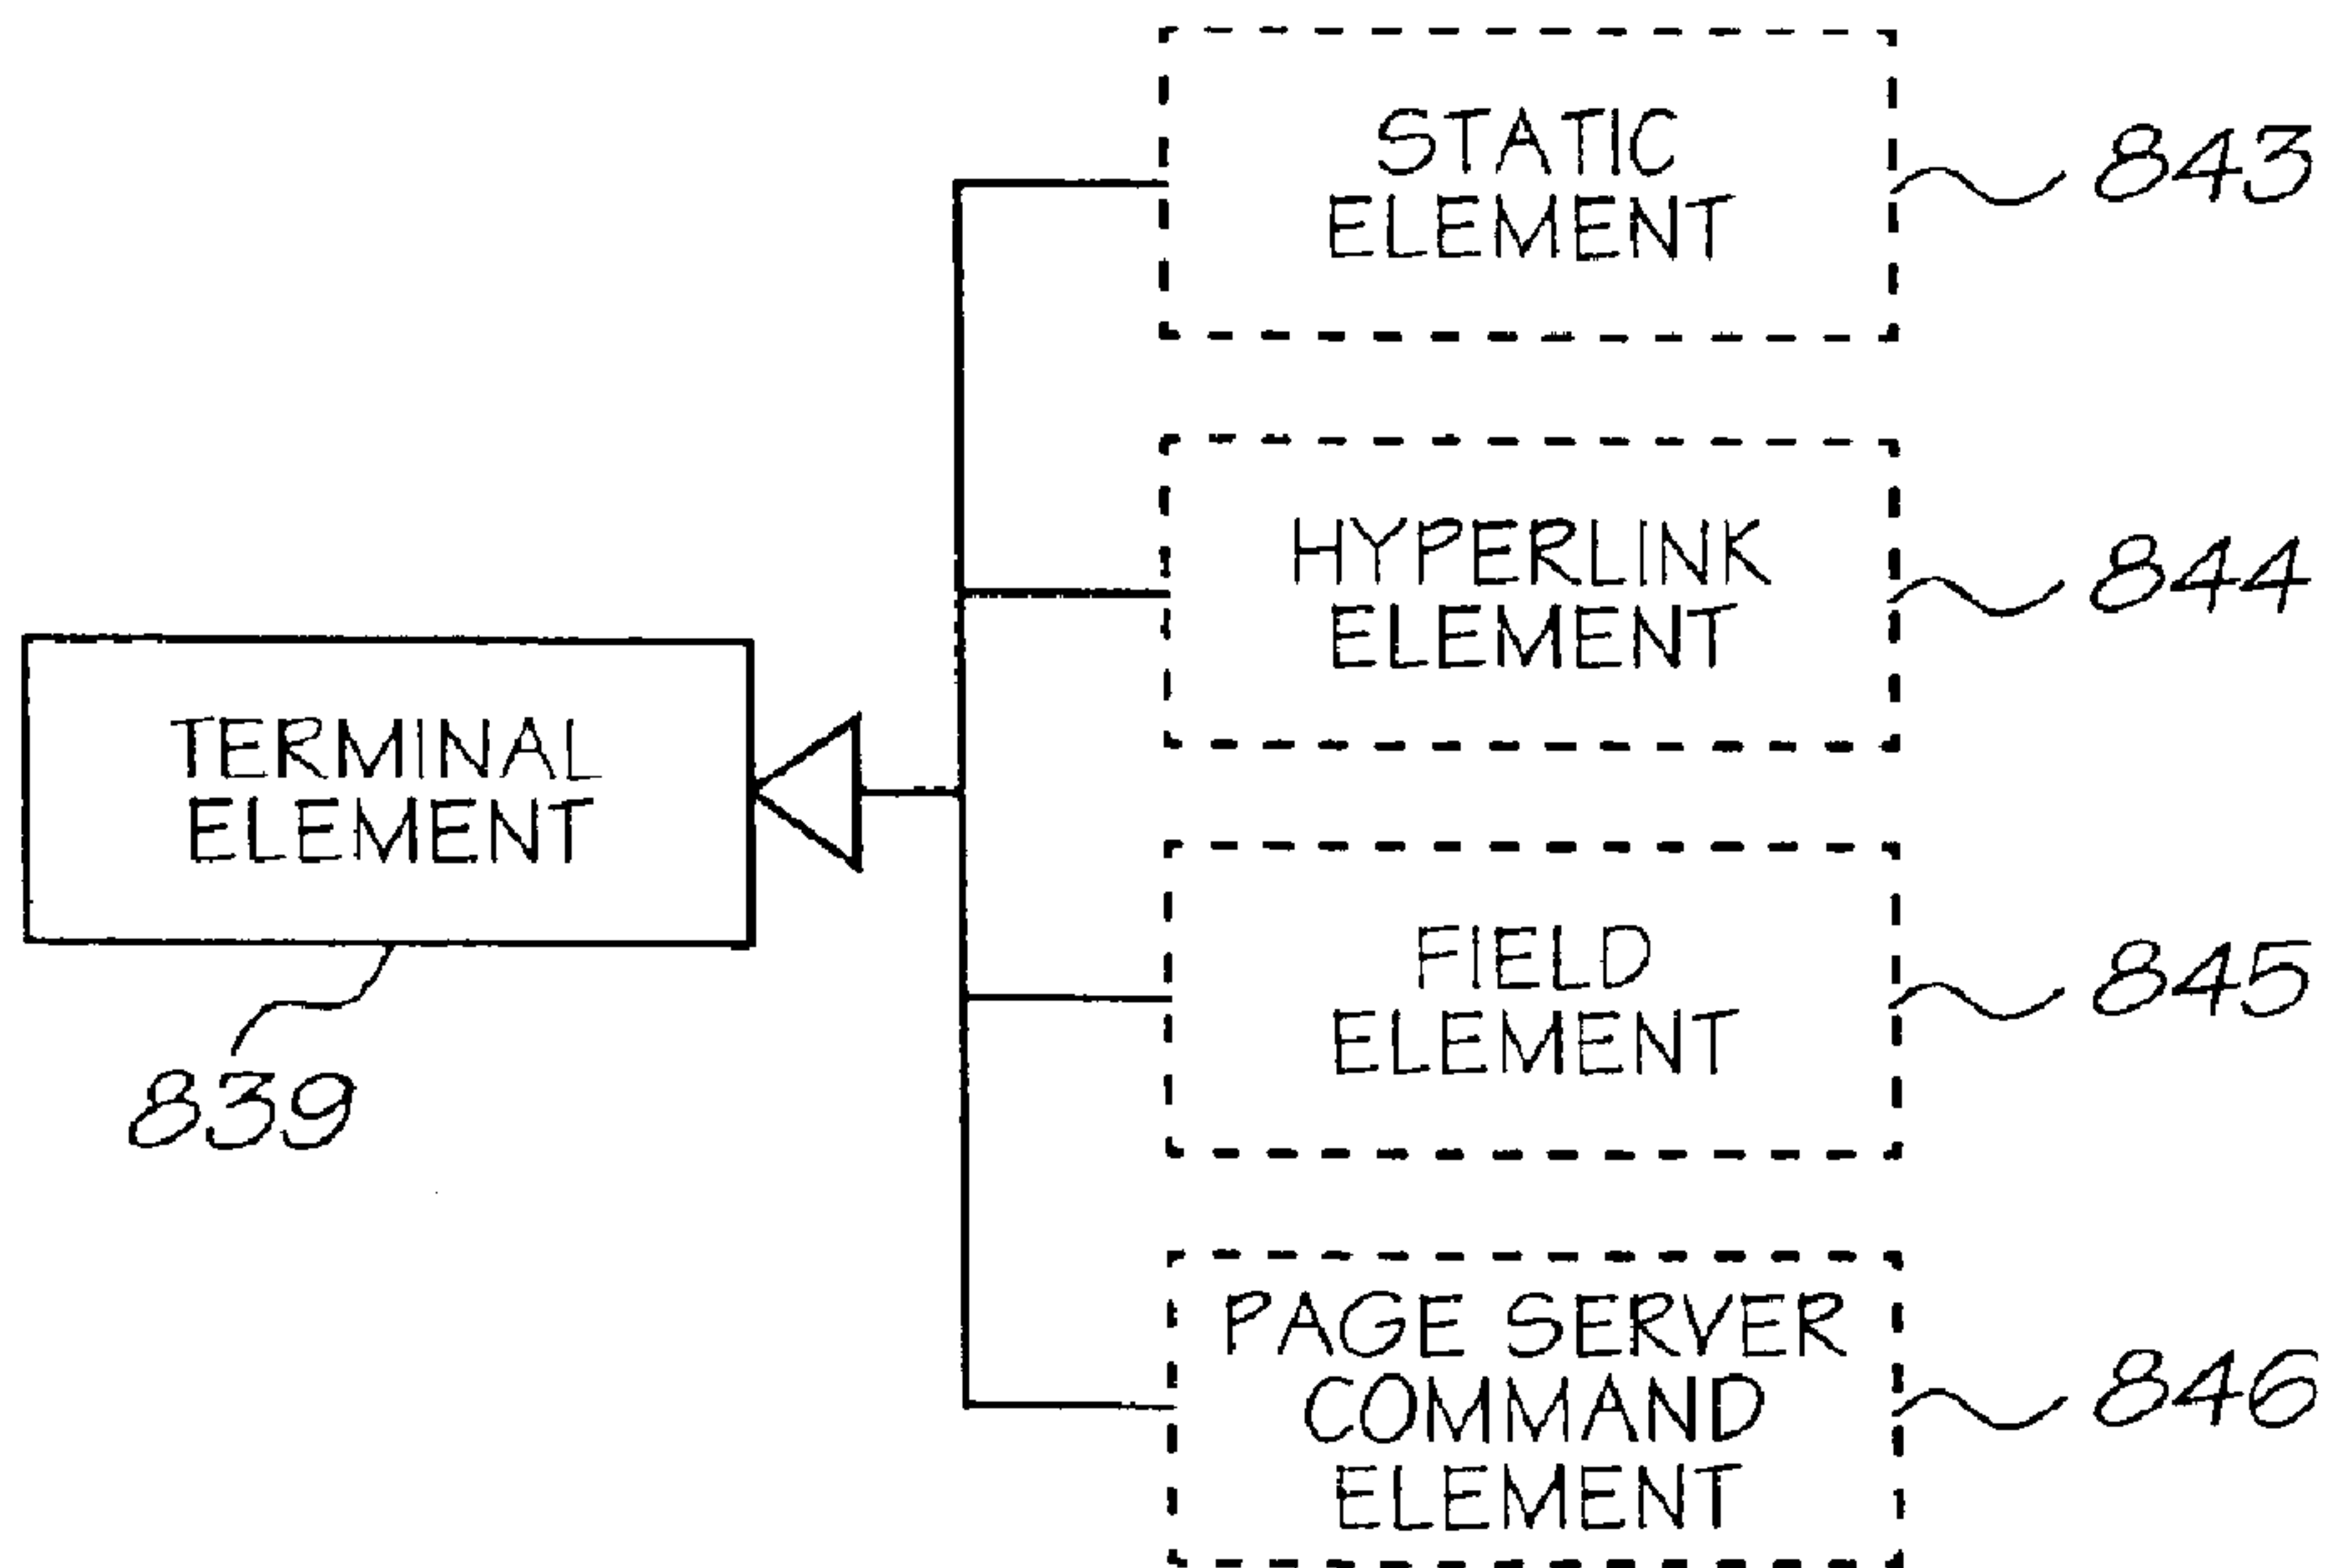 STATIC
ELEMENT
843
HYPERLINK
ELEMENT
844
TERMINAL
ELEMENT
839
FIELD
ELEMENT
845
PAGE SERVER
COMMAND
ELEMENT
846